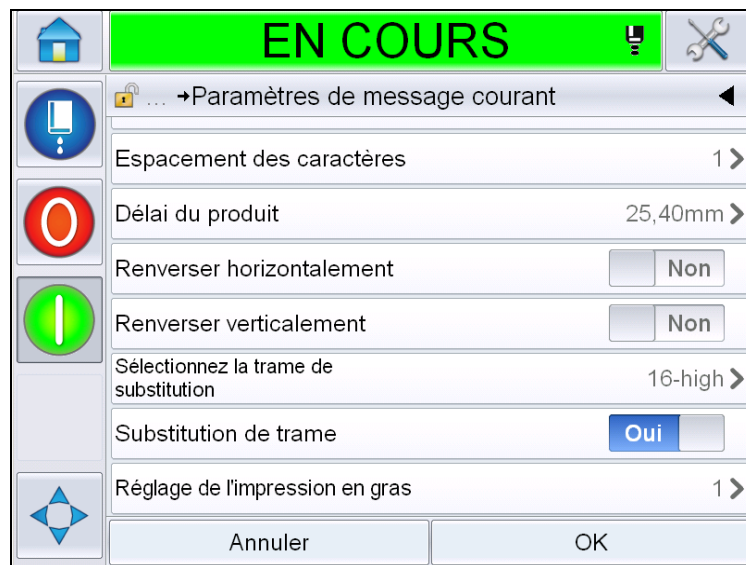 EN COURS
... →Paramètres de message courant
Espacement des caractères 1
Délai du produit 25,40mm
Renverser horizontalement Non
Renverser verticalement Non
Sélectionnez la trame de
substitution 16-high
Substitution de trame Oui
Réglage de l'impression en gras 1
Annuler OK